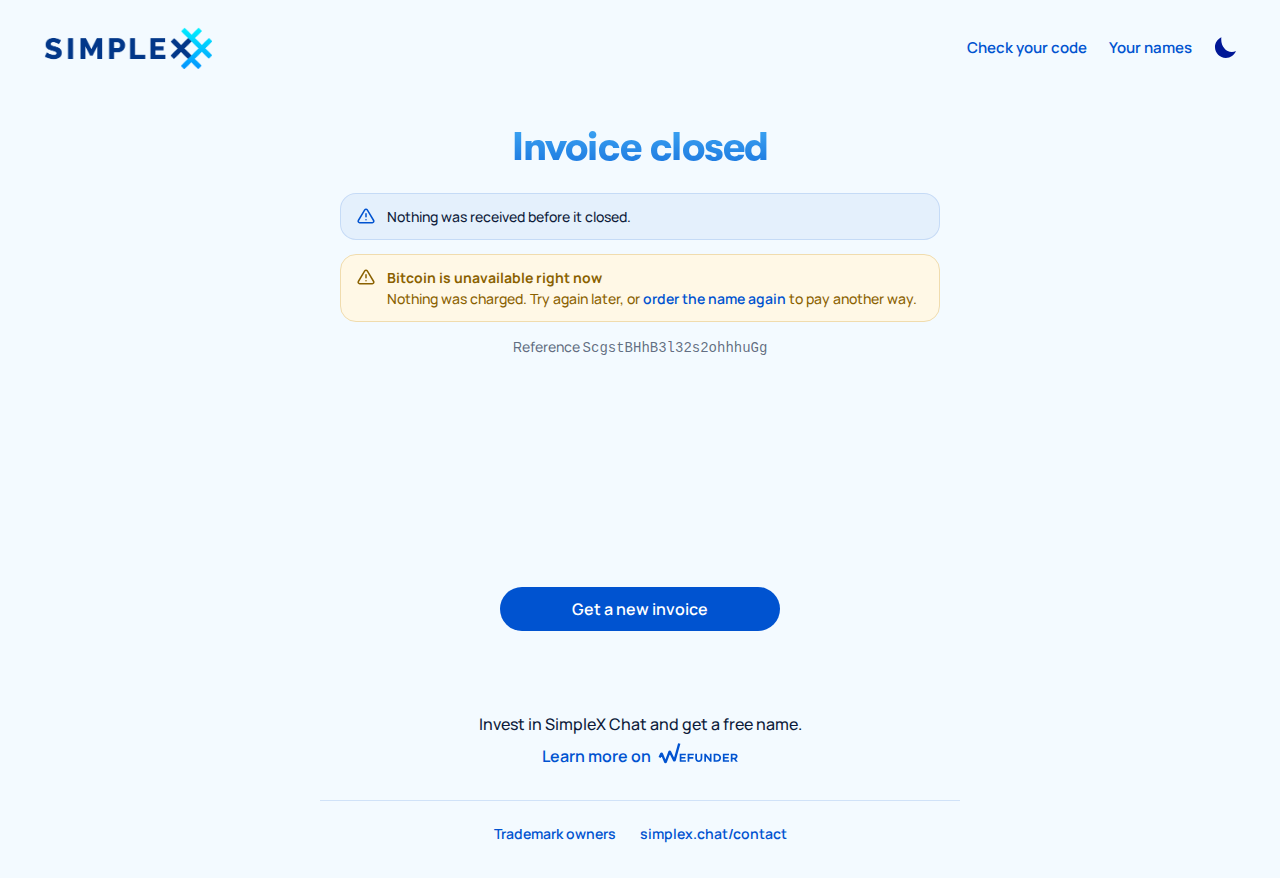 SIMPLEX
Check your code
Your names
Invoice closed
Nothing was received before it closed.
Bitcoin is unavailable right now
Nothing was charged. Try again later, or order the name again to pay another way.
Reference ScgstBHhB3l32s2ohhhuGg
Get a new invoice
Invest in SimpleX Chat and get a free name.
Learn more on WEFUNDER
Trademark owners
simplex.chat/contact